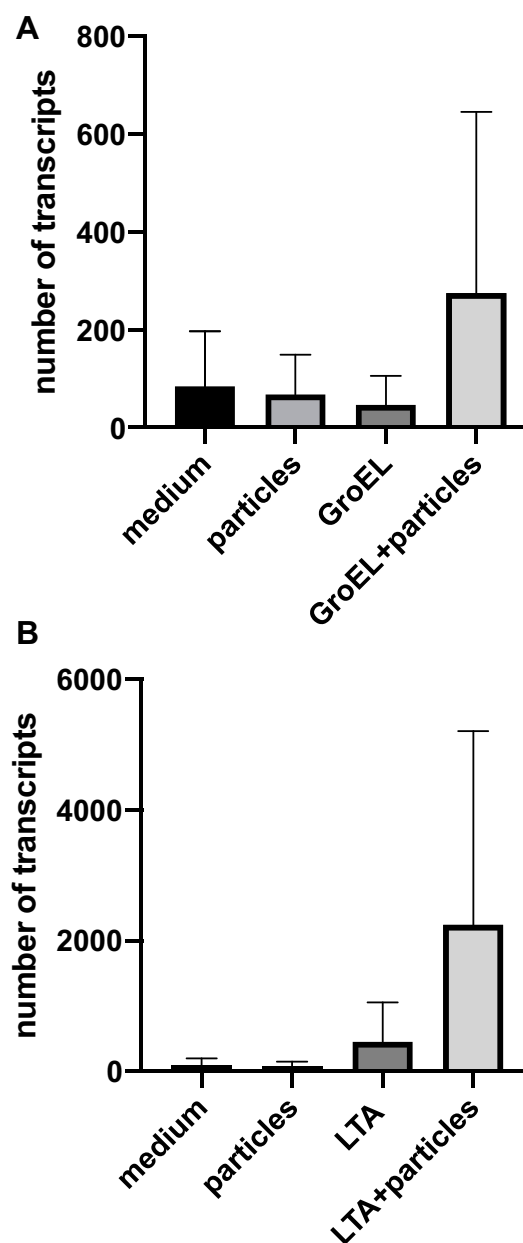 A
number of transcripts
800
600
400
200
0
medium
particles
GroEL
GroEL+particles
B
number of transcripts
6000
4000
2000
0
medium
particles
LTA
LTA+particles